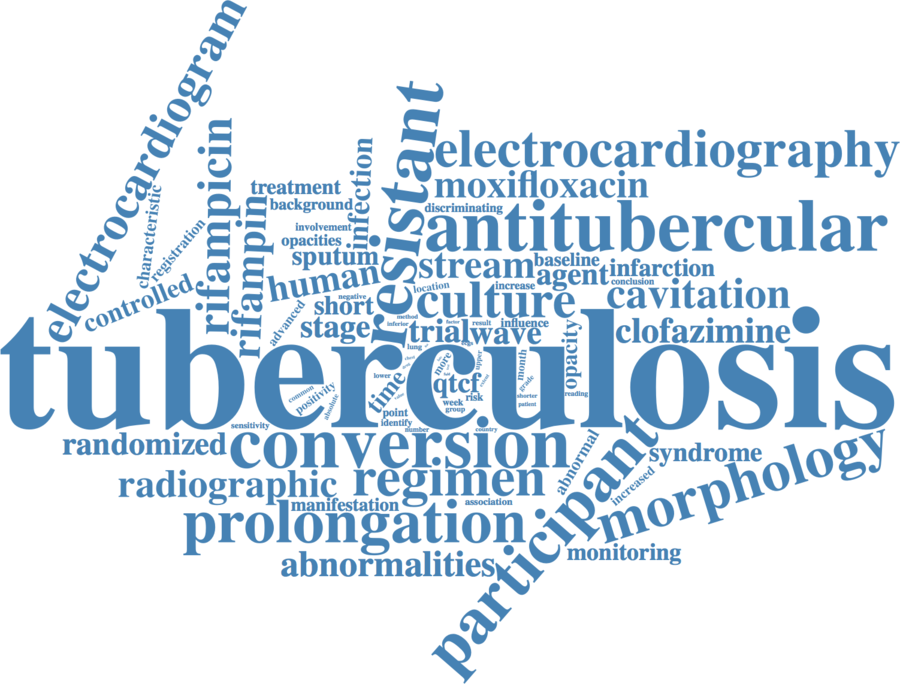 electrocardiogram
resistant
rifampicin
electrocardiography
infection
treatment
moxifloxacin
characteristic
rifampin
background
discriminating
registration
involvement
antitubercular
opacities
sputum
stream
baseline
human
agent
infarction
controlled
location
increase
conclusion
negative
culture
cavitation
advanced
short
method
stage
inferior
trial
factor
result
influence
wave
opacity
clofazimine
tuberculosis
lung
more
upper
month
lower
time
qtcf
grade
common
positivity
absolute
risk
shorter
reading
week
patient
group
point
identify
sensitivity
number
country
randomized
conversion
abnormal
participant
syndrome
morphology
radiographic
regimen
increased
manifestation
association
prolongation
monitoring
abnormalities